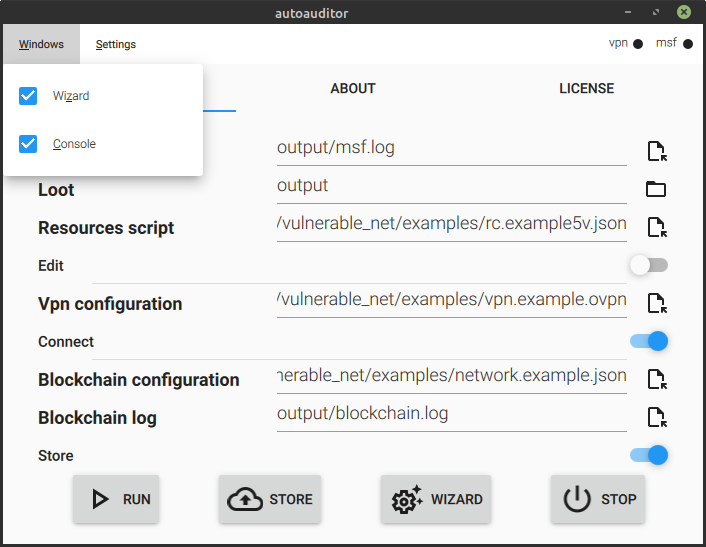 autoauditor
Windows Settings vpn msf
Wizard
Console
ABOUT LICENSE
output/msf.log
Loot output
Resources script /vulnerable_net/examples/rc.example5v.json
Edit
Vpn configuration /vulnerable_net/examples/vpn.example.ovpn
Connect
Blockchain configuration nerable_net/examples/network.example.json
Blockchain log output/blockchain.log
Store
RUN STORE WIZARD STOP